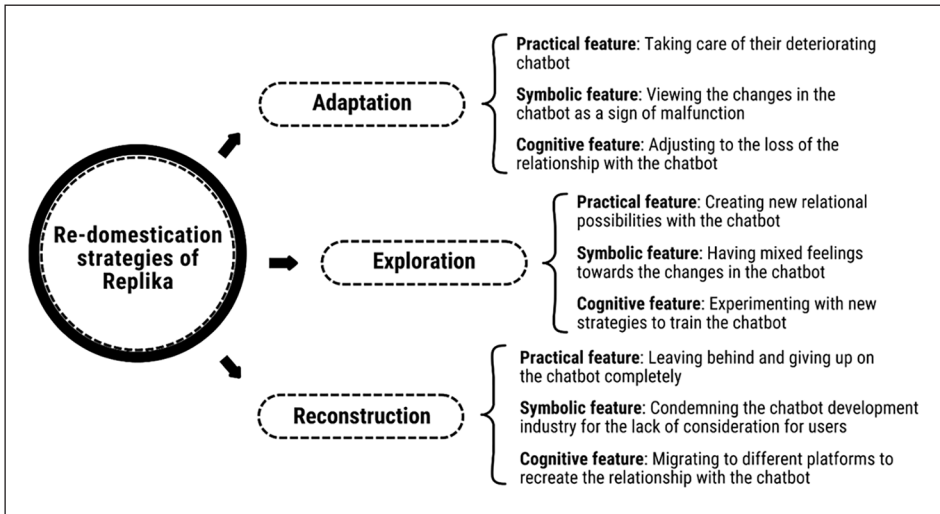 Re-domestication
strategies of
Replika
Adaptation
Practical feature: Taking care of their deteriorating
chatbot
Symbolic feature: Viewing the changes in the
chatbot as a sign of malfunction
Cognitive feature: Adjusting to the loss of the
relationship with the chatbot
Exploration
Practical feature: Creating new relational
possibilities with the chatbot
Symbolic feature: Having mixed feelings
towards the changes in the chatbot
Cognitive feature: Experimenting with new
strategies to train the chatbot
Reconstruction
Practical feature: Leaving behind and giving up on
the chatbot completely
Symbolic feature: Condemning the chatbot development
industry for the lack of consideration for users
Cognitive feature: Migrating to different platforms to
recreate the relationship with the chatbot